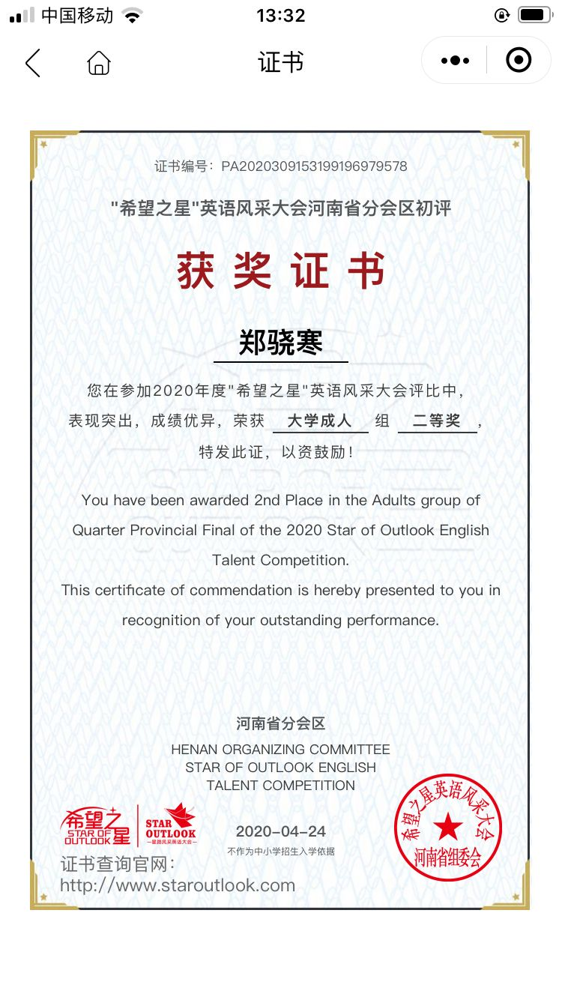 中国移动
13:32
证书
证书编号：PA2020309153199196979578
"希望之星"英语风采大会河南省分会区初评
获奖证书
郑骁寒
您在参加2020年度"希望之星"英语风采大会评比中，
表现突出，成绩优异，荣获 大学成人 组 二等奖，
特发此证，以资鼓励！
You have been awarded 2nd Place in the Adults group of
Quarter Provincial Final of the 2020 Star of Outlook English
Talent Competition.
This certificate of commendation is hereby presented to you in
recognition of your outstanding performance.
河南省分会区
HENAN ORGANIZING COMMITTEE
STAR OF OUTLOOK ENGLISH
TALENT COMPETITION
希望之星
STAR OF
OUTLOOK
STAR
OUTLOOK
—星路风采英语大会—
2020-04-24
不作为中小学招生入学依据
希望之星英语风采大会
河南省组委会
证书查询官网：
http://www.staroutlook.com